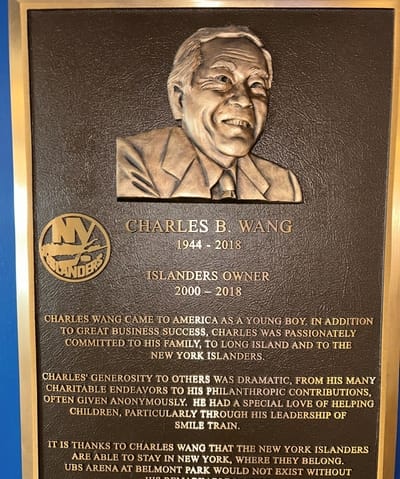 CHARLES B. WANG
1944 - 2018
NY
ISLANDERS
ISLANDERS OWNER
2000 – 2018
CHARLES WANG CAME TO AMERICA AS A YOUNG BOY. IN ADDITION
TO GREAT BUSINESS SUCCESS, CHARLES WAS PASSIONATELY
COMMITTED TO HIS FAMILY, TO LONG ISLAND AND TO THE
NEW YORK ISLANDERS.
CHARLES' GENEROSITY TO OTHERS WAS DRAMATIC, FROM HIS MANY
CHARITABLE ENDEAVORS TO HIS PHILANTHROPIC CONTRIBUTIONS,
OFTEN GIVEN ANONYMOUSLY. HE HAD A SPECIAL LOVE OF HELPING
CHILDREN, PARTICULARLY THROUGH HIS LEADERSHIP OF
SMILE TRAIN.
IT IS THANKS TO CHARLES WANG THAT THE NEW YORK ISLANDERS
ARE ABLE TO STAY IN NEW YORK, WHERE THEY BELONG.
UBS ARENA AT BELMONT PARK WOULD NOT EXIST WITHOUT